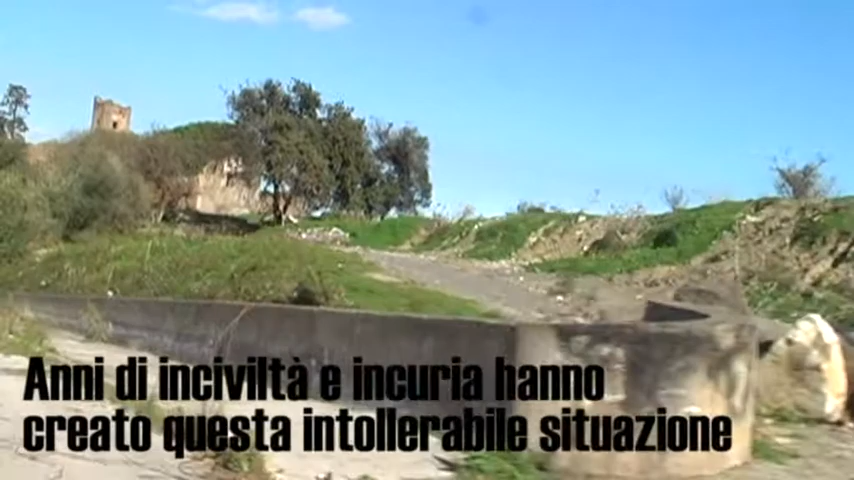 Anni di inciviltà e incuria hanno
creato questa intollerabile situazione